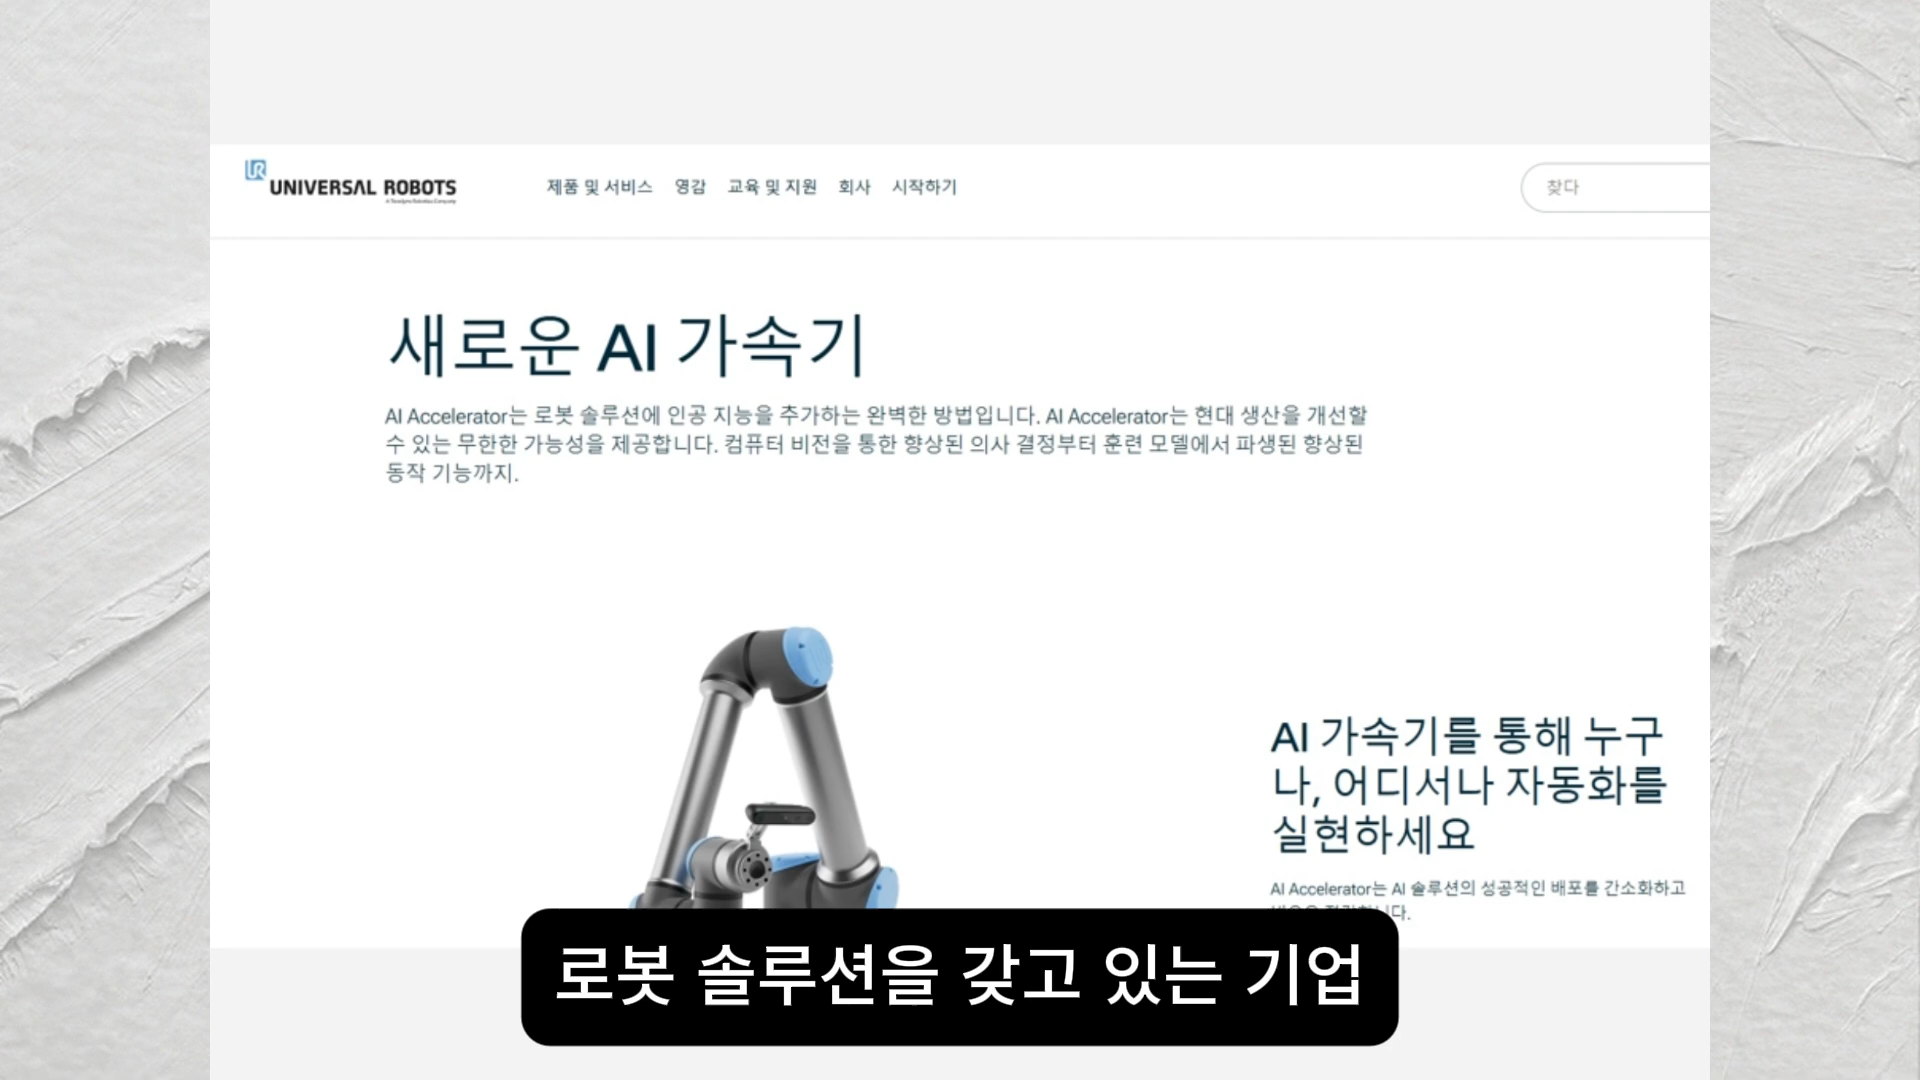 UR
UNIVERSAL ROBOTS
A Teradyne Robotics Company
제품 및 서비스 영감 교육 및 지원 회사 시작하기
찾다
새로운 AI 가속기
AI Accelerator는 로봇 솔루션에 인공 지능을 추가하는 완벽한 방법입니다. AI Accelerator는 현대 생산을 개선할
수 있는 무한한 가능성을 제공합니다. 컴퓨터 비전을 통한 향상된 의사 결정부터 훈련 모델에서 파생된 향상된
동작 기능까지.
AI 가속기를 통해 누구
나, 어디서나 자동화를
실현하세요
AI Accelerator는 AI 솔루션의 성공적인 배포를 간소화하고
로봇 솔루션을 갖고 있는 기업